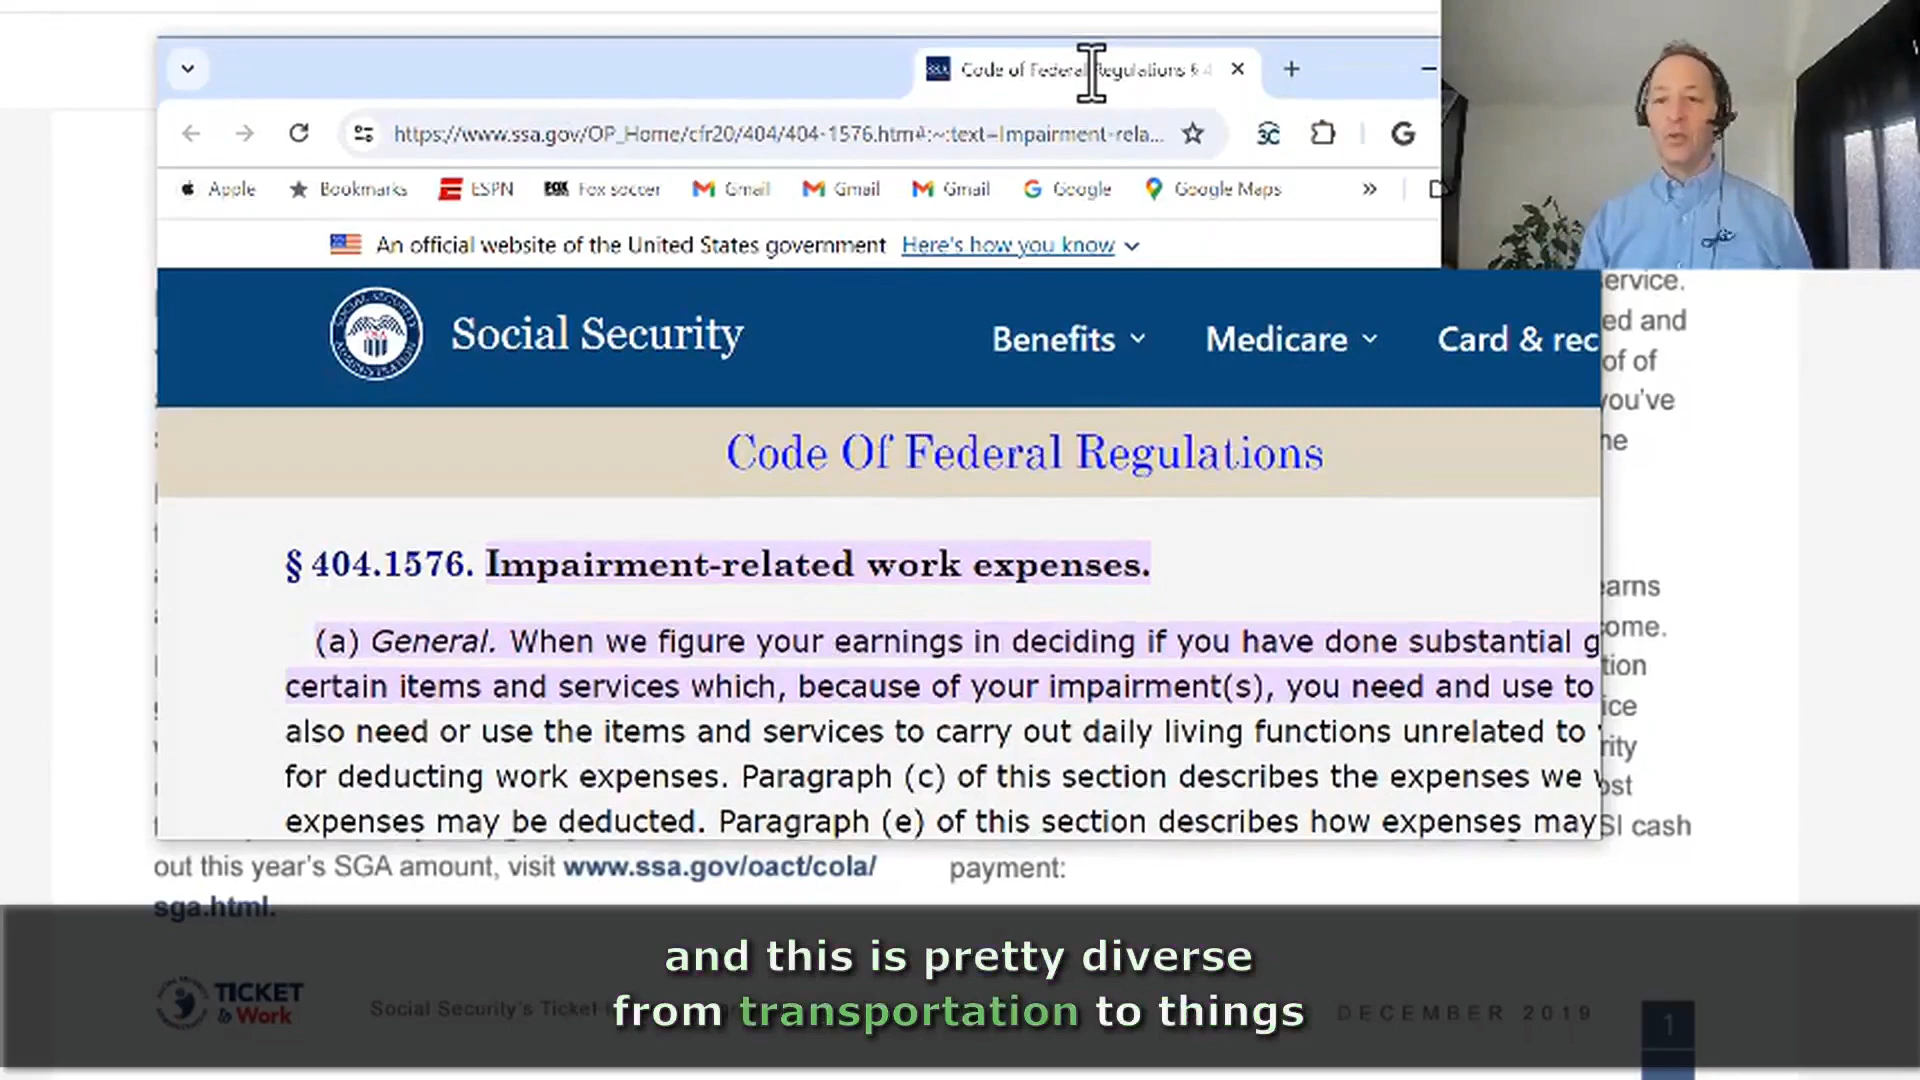 Code of Federal Regulations § 4
https://www.ssa.gov/OP_Home/cfr20/404/404-1576.htm#:~:text=Impairment-rela...
Apple Bookmarks ESPN Fox soccer Gmail Gmail Gmail Google Google Maps
An official website of the United States government Here's how you know
Social Security Benefits Medicare Card & rec
ervice.
ed and
of of
you've
he
Code Of Federal Regulations
§ 404.1576. Impairment-related work expenses.
(a) General. When we figure your earnings in deciding if you have done substantial g
certain items and services which, because of your impairment(s), you need and use to
also need or use the items and services to carry out daily living functions unrelated to
for deducting work expenses. Paragraph (c) of this section describes the expenses we
expenses may be deducted. Paragraph (e) of this section describes how expenses may
arns
come.
tion
ice
rity
ost
SI cash
out this year's SGA amount, visit www.ssa.gov/oact/cola/
sga.html.
payment:
and this is pretty diverse
from transportation to things
TICKET
to Work
Social Security's Ticket
DECEMBER 2019
1